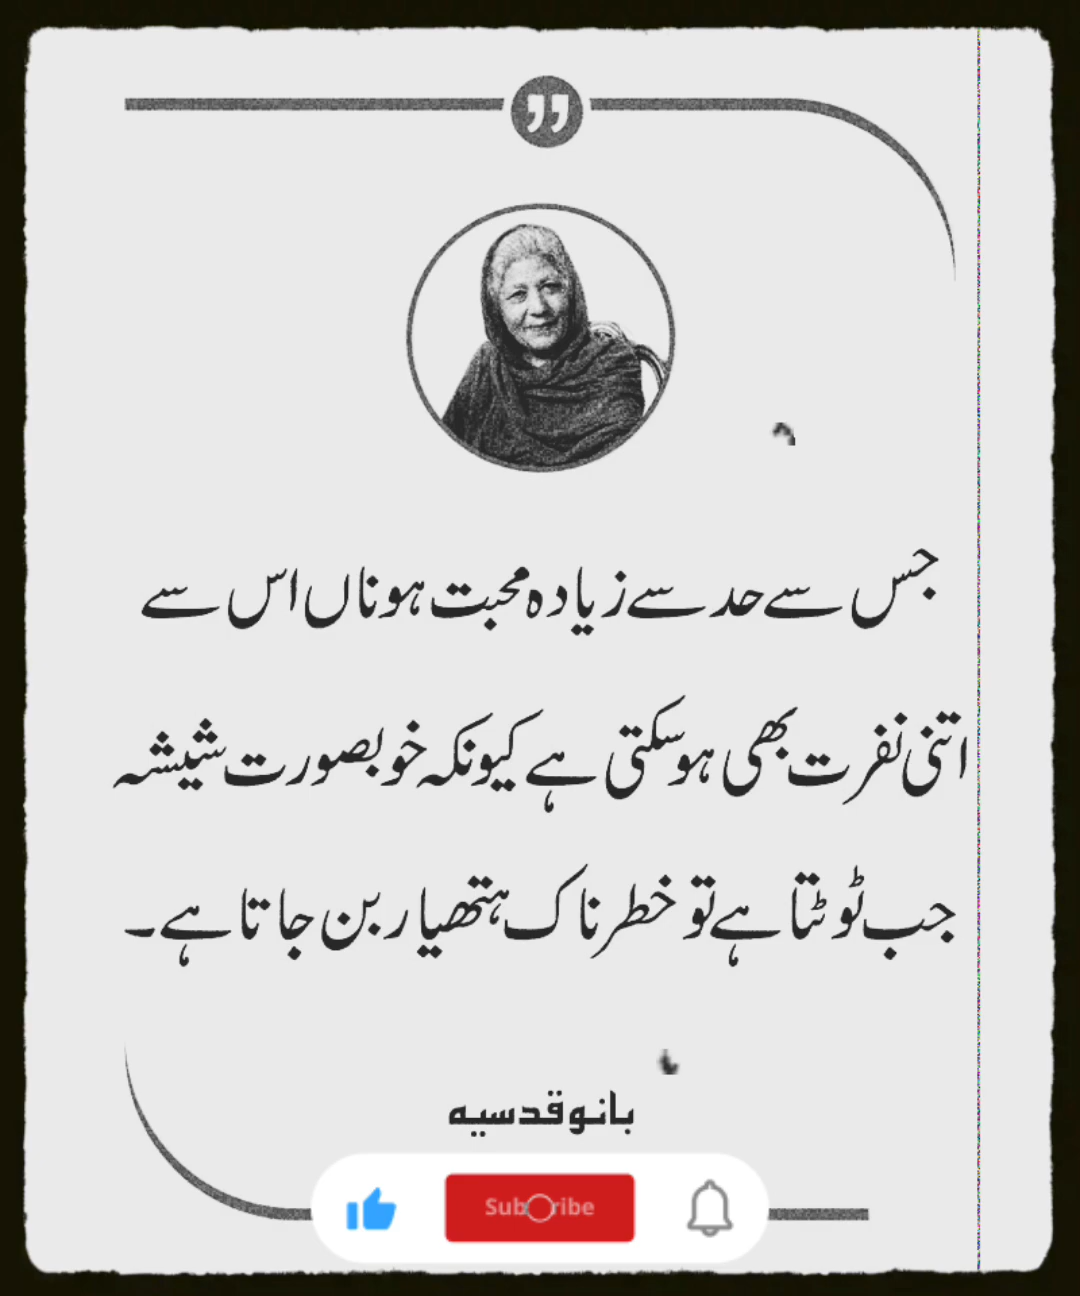 جس سے حد سے زیادہ محبت ہوناں اس سے
اتنی نفرت بھی ہوسکتی ہے کیونکہ خوبصورت شیشہ
جب ٹوٹتا ہے تو خطرناک ہتھیار بن جاتا ہے۔
بانو قدسیہ
Subscribe